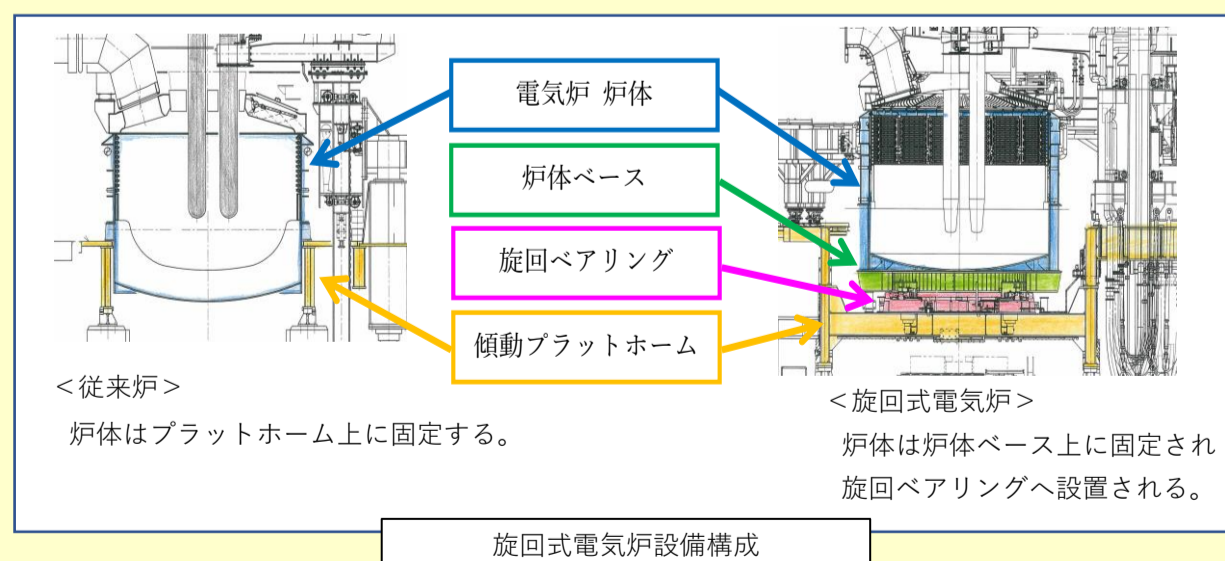 電気炉 炉体
炉体ベース
旋回ベアリング
傾動プラットホーム
＜従来炉＞
炉体はプラットホーム上に固定する。
＜旋回式電気炉＞
炉体は炉体ベース上に固定され
旋回ベアリングへ設置される。
旋回式電気炉設備構成